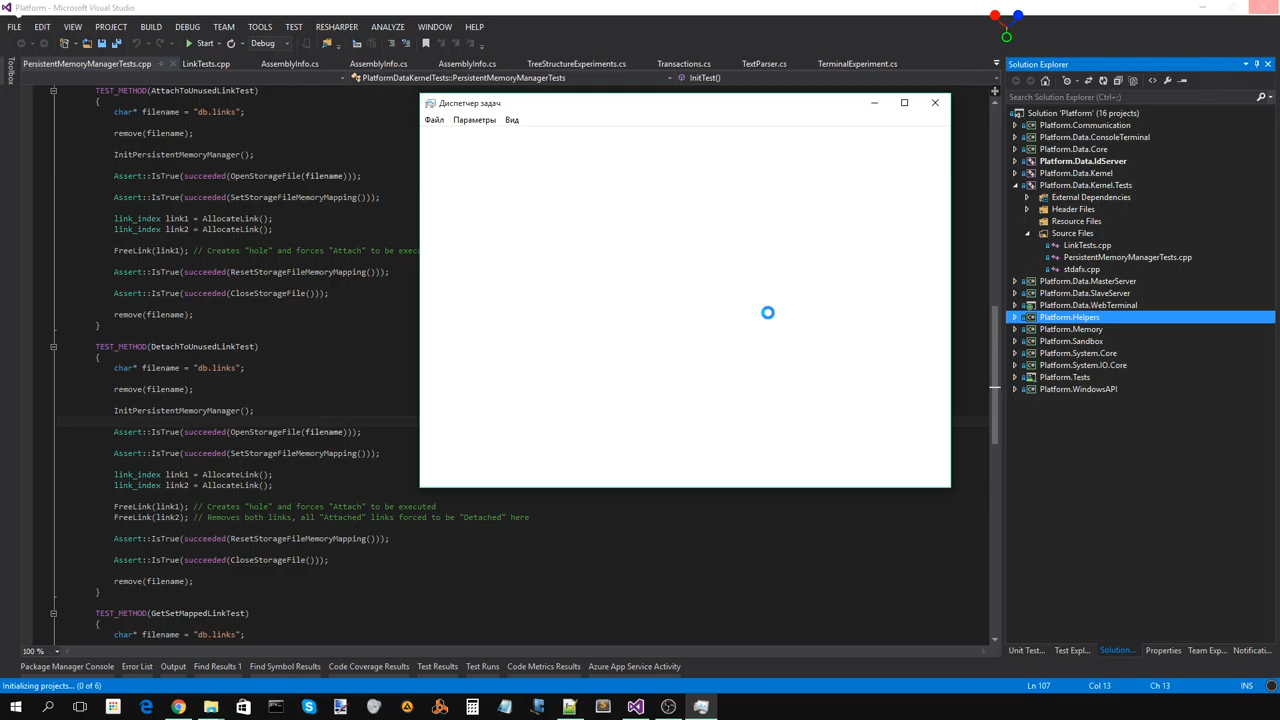 Platform - Microsoft Visual Studio
FILE EDIT VIEW PROJECT BUILD DEBUG TEAM TOOLS TEST RESHARPER ANALYZE WINDOW HELP
Start Debug
Toolbox
PersistentMemoryManagerTests.cpp LinkTests.cpp AssemblyInfo.cs AssemblyInfo.cs AssemblyInfo.cs TreeStructureExperiments.cs Transactions.cs TextParser.cs TerminalExperiment.cs
PlatformDataKernelTests::PersistentMemoryManagerTests InitTest()
TEST_METHOD(AttachToUnusedLinkTest)
{
char* filename = "db.links";
remove(filename);
InitPersistentMemoryManager();
Assert::IsTrue(succeeded(OpenStorageFile(filename)));
Assert::IsTrue(succeeded(SetStorageFileMemoryMapping()));
link_index link1 = AllocateLink();
link_index link2 = AllocateLink();
FreeLink(link1); // Creates "hole" and forces "Attach" to be execu
Assert::IsTrue(succeeded(ResetStorageFileMemoryMapping()));
Assert::IsTrue(succeeded(CloseStorageFile()));
remove(filename);
}
TEST_METHOD(DetachToUnusedLinkTest)
{
char* filename = "db.links";
remove(filename);
InitPersistentMemoryManager();
Assert::IsTrue(succeeded(OpenStorageFile(filename)));
Assert::IsTrue(succeeded(SetStorageFileMemoryMapping()));
link_index link1 = AllocateLink();
link_index link2 = AllocateLink();
FreeLink(link1); // Creates "hole" and forces "Attach" to be executed
FreeLink(link2); // Removes both links, all "Attached" links forced to be "Detached" here
Assert::IsTrue(succeeded(ResetStorageFileMemoryMapping()));
Assert::IsTrue(succeeded(CloseStorageFile()));
remove(filename);
}
TEST_METHOD(GetSetMappedLinkTest)
{
char* filename = "db.links";
100 %
Диспетчер задач
Файл Параметры Вид
Solution Explorer
Search Solution Explorer (Ctrl+;)
Solution 'Platform' (16 projects)
Platform.Communication
Platform.Data.ConsoleTerminal
Platform.Data.Core
Platform.Data.IdServer
Platform.Data.Kernel
Platform.Data.Kernel.Tests
External Dependencies
Header Files
Resource Files
Source Files
LinkTests.cpp
PersistentMemoryManagerTests.cpp
stdafx.cpp
Platform.Data.MasterServer
Platform.Data.SlaveServer
Platform.Data.WebTerminal
Platform.Helpers
Platform.Memory
Platform.Sandbox
Platform.System.Core
Platform.System.IO.Core
Platform.Tests
Platform.WindowsAPI
Unit Test... Test Expl... Solution... Properties Team Exp... Notificati...
Package Manager Console Error List Output Find Results 1 Find Symbol Results Code Coverage Results Test Results Test Runs Code Metrics Results Azure App Service Activity
Initializing projects... (0 of 6) Ln 107 Col 13 Ch 13 INS